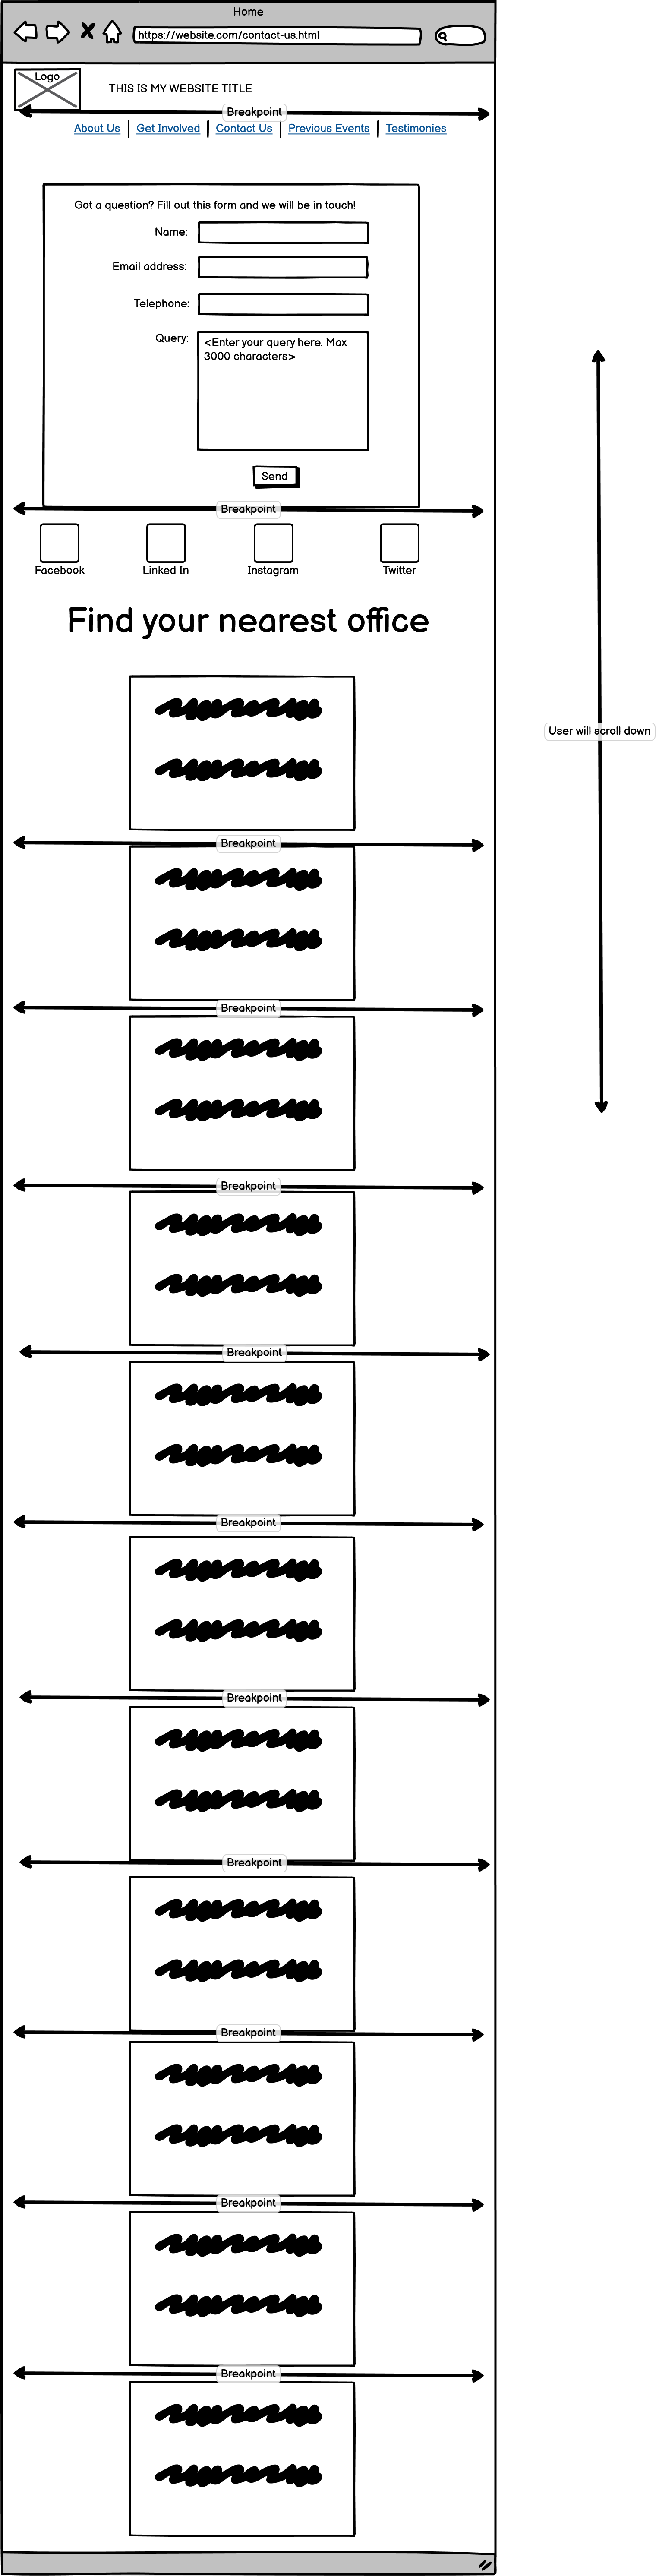 Home
https://website.com/contact-us.html
Logo
THIS IS MY WEBSITE TITLE
Breakpoint
About Us | Get Involved | Contact Us | Previous Events | Testimonies
Got a question? Fill out this form and we will be in touch!
Name:
Email address:
Telephone:
Query:
<Enter your query here. Max
3000 characters>
Send
Breakpoint
Facebook
Linked In
Instagram
Twitter
Find your nearest office
User will scroll down
Breakpoint
Breakpoint
Breakpoint
Breakpoint
Breakpoint
Breakpoint
Breakpoint
Breakpoint
Breakpoint
Breakpoint